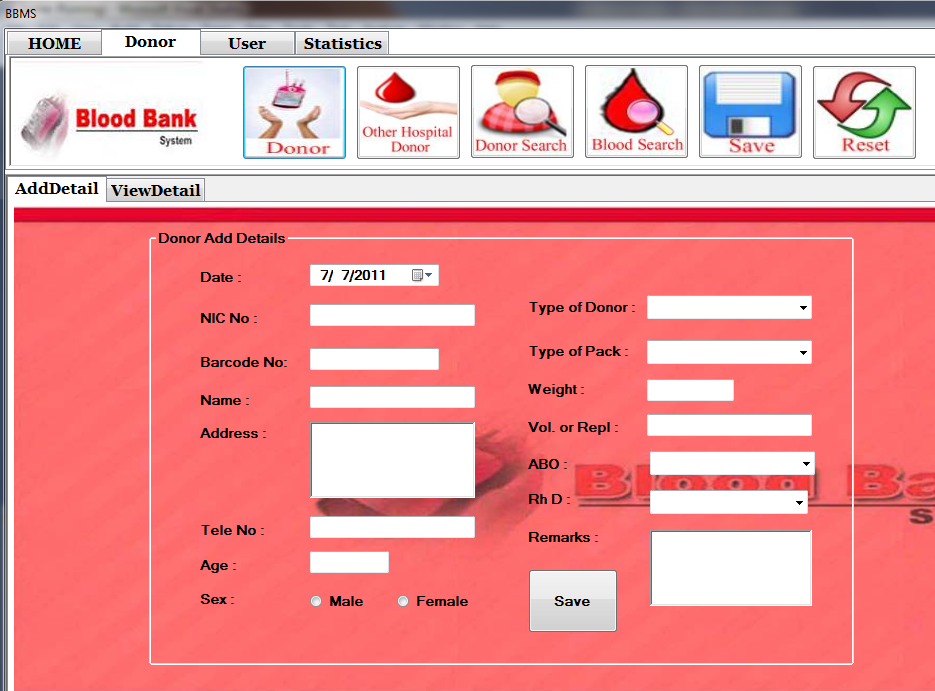 BBMS
HOME Donor User Statistics
Blood Bank
System
Donor
Other Hospital
Donor
Donor Search
Blood Search
Save
Reset
AddDetail ViewDetail
Donor Add Details
Date : 7/ 7/2011
NIC No :
Barcode No:
Name :
Address :
Tele No :
Age :
Sex : Male Female
Type of Donor :
Type of Pack :
Weight :
Vol. or Repl :
ABO :
Rh D :
Remarks :
Save
Blood Ba
S